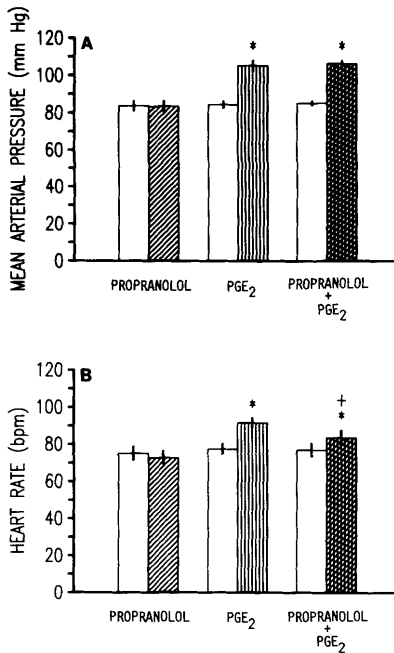 A
MEAN ARTERIAL PRESSURE (mm Hg)
120
100
80
60
40
20
0
* *
PROPRANOLOL PGE₂ PROPRANOLOL
+
PGE₂
B
HEART RATE (bpm)
120
100
80
60
40
20
0
+
* *
PROPRANOLOL PGE₂ PROPRANOLOL
+
PGE₂